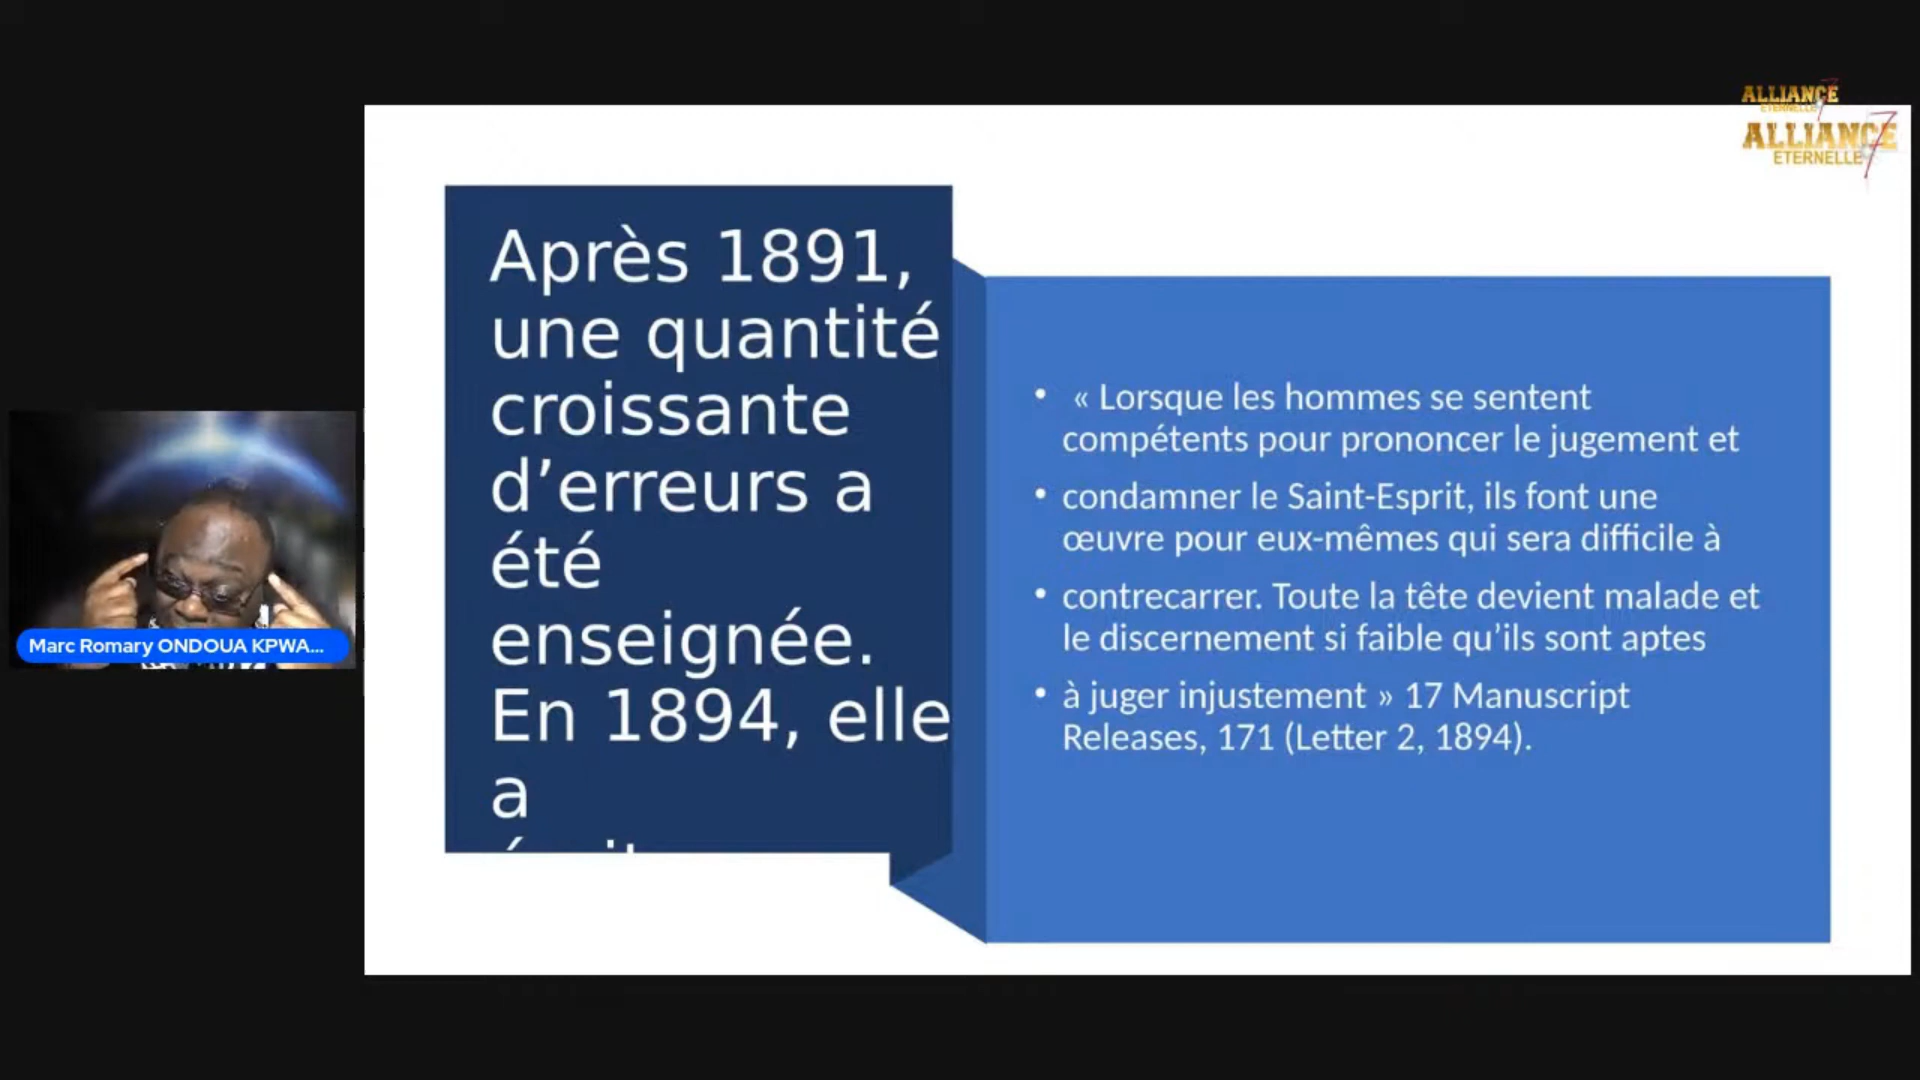 ALLIANCE
ETERNELLE
ALLIANCE 7
ETERNELLE
Après 1891,
une quantité
croissante
d’erreurs a
été
enseignée.
En 1894, elle
a
• « Lorsque les hommes se sentent
compétents pour prononcer le jugement et
• condamner le Saint-Esprit, ils font une
œuvre pour eux-mêmes qui sera difficile à
• contrecarrer. Toute la tête devient malade et
le discernement si faible qu’ils sont aptes
• à juger injustement » 17 Manuscript
Releases, 171 (Letter 2, 1894).
Marc Romary ONDOUA KPWA...